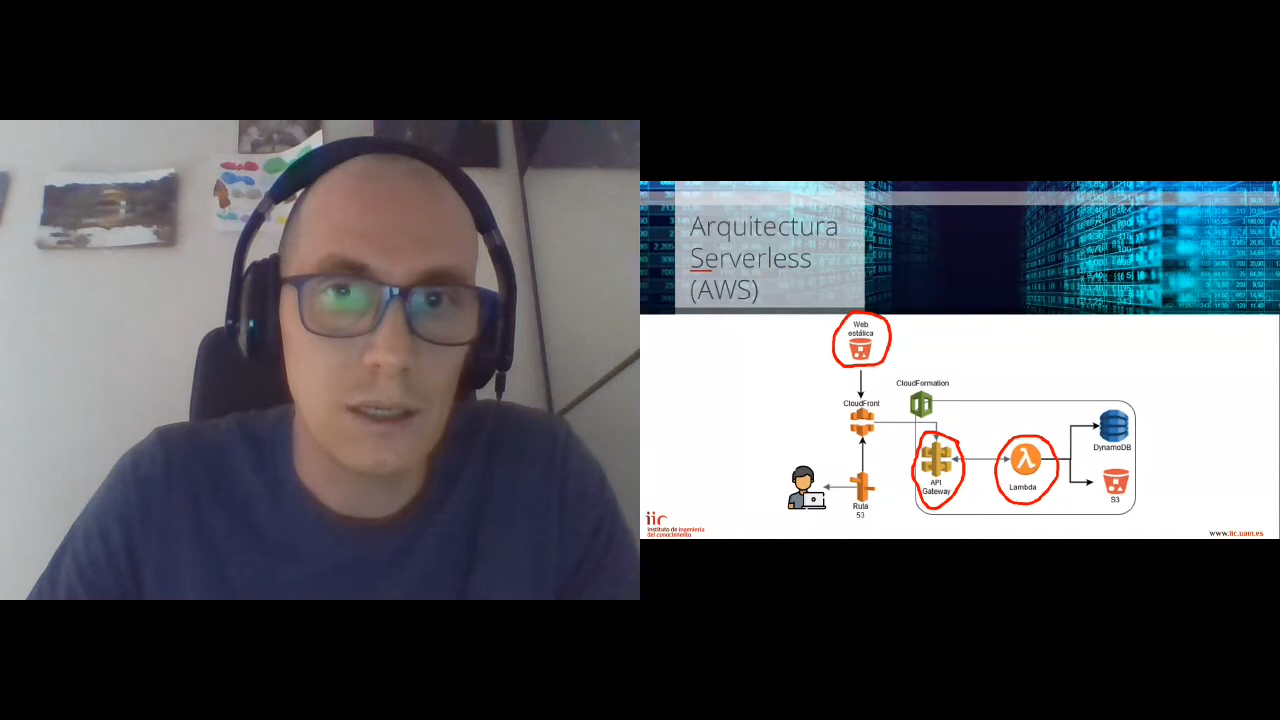 Arquitectura
Serverless
(AWS)
Web
estática
CloudFormation
CloudFront
DynamoDB
API
Gateway
Lambda
S3
Ruta
53
iic
instituto de ingeniería
del conocimiento
www.iic.uam.es